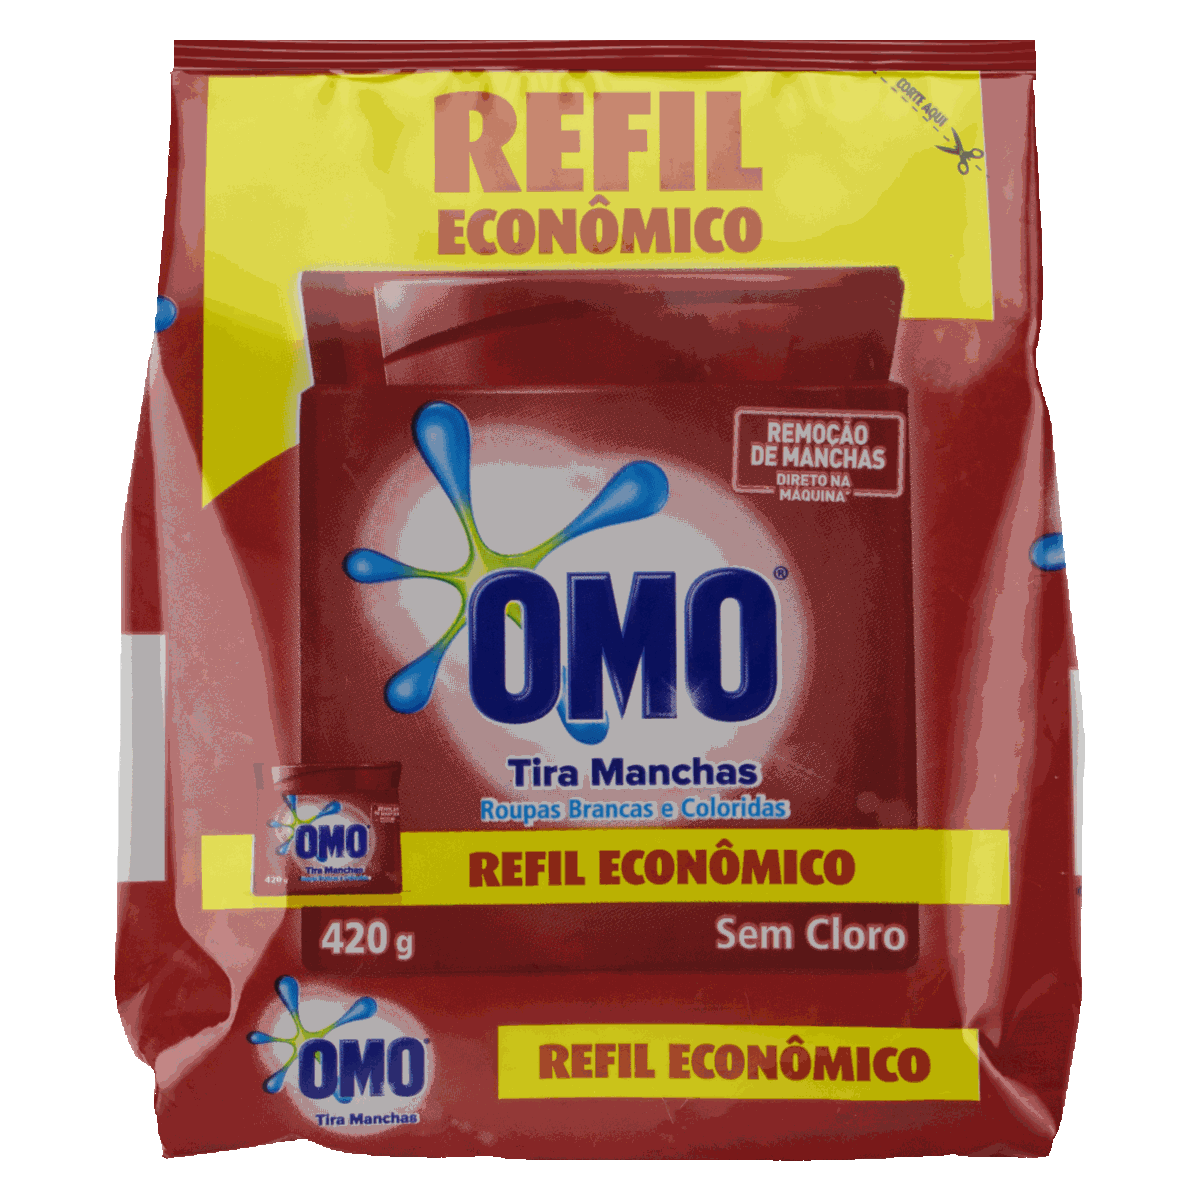 REFIL
ECONÔMICO
CORTE AQUI
REMOÇÃO
DE MANCHAS
DIRETO NA
MÁQUINA*
OMO®
Tira Manchas
Roupas Brancas e Coloridas
OMO
Tira Manchas
420g
REFIL ECONÔMICO
420 g
Sem Cloro
OMO
Tira Manchas
REFIL ECONÔMICO